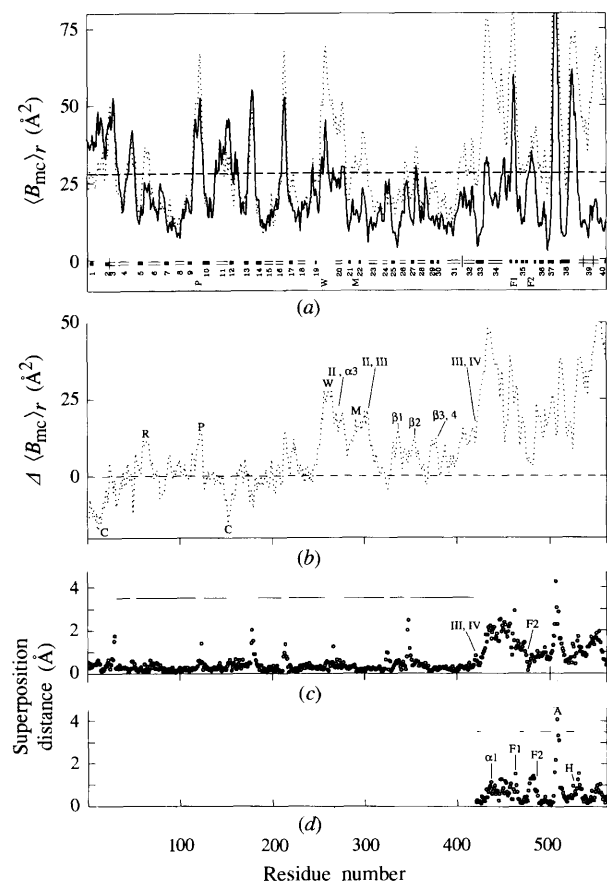 80
50
25
0
⟨B_mc⟩_r (Å²)
1 2 3 4 5 6 7 8 9 10 11 12 13 14 15 16 17 18 19 20 21 22 23 24 25 26 27 28 29 30 31 32 33 34 35 36 37 38 39 40
P W M F1 F2
(a)
50
25
0
Δ ⟨B_mc⟩_r (Å²)
II, α3
II, III
III, IV
W
R P M β1 β2 β3, 4
C C
(b)
4
2
0
III, IV
F2
(c)
Superposition
distance (Å)
4
2
0
A
α1 F1 F2 H
(d)
100 200 300 400 500
Residue number